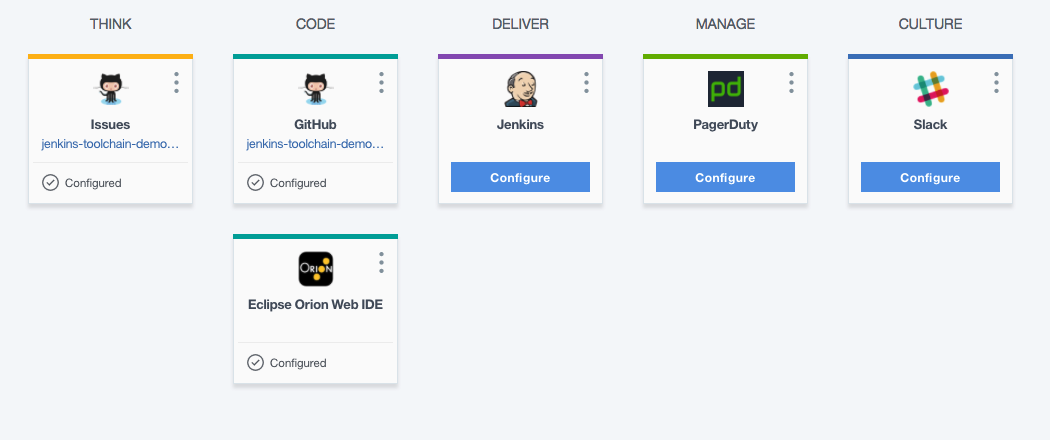 THINK
CODE
DELIVER
MANAGE
CULTURE
Issues
jenkins-toolchain-demo...
Configured
GitHub
jenkins-toolchain-demo...
Configured
Jenkins
Configure
pd
PagerDuty
Configure
Slack
Configure
ORION
Eclipse Orion Web IDE
Configured